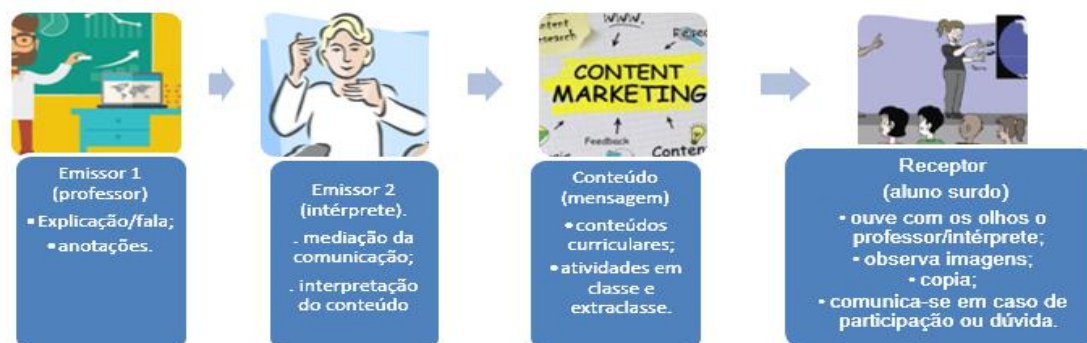 WWW.
Content
Research
CONTENT
MARKETING
Feedback
Conten
Emissor 1
(professor)
•Explicação/fala;
•anotações.
Emissor 2
(intérprete).
. mediação da
comunicação;
. interpretação
do conteúdo
Conteúdo
(mensagem)
•conteúdos
curriculares;
•atividades em
classe e
extraclasse.
Receptor
(aluno surdo)
• ouve com os olhos o
professor/intérprete;
• observa imagens;
• copia;
• comunica-se em caso de
participação ou dúvida.